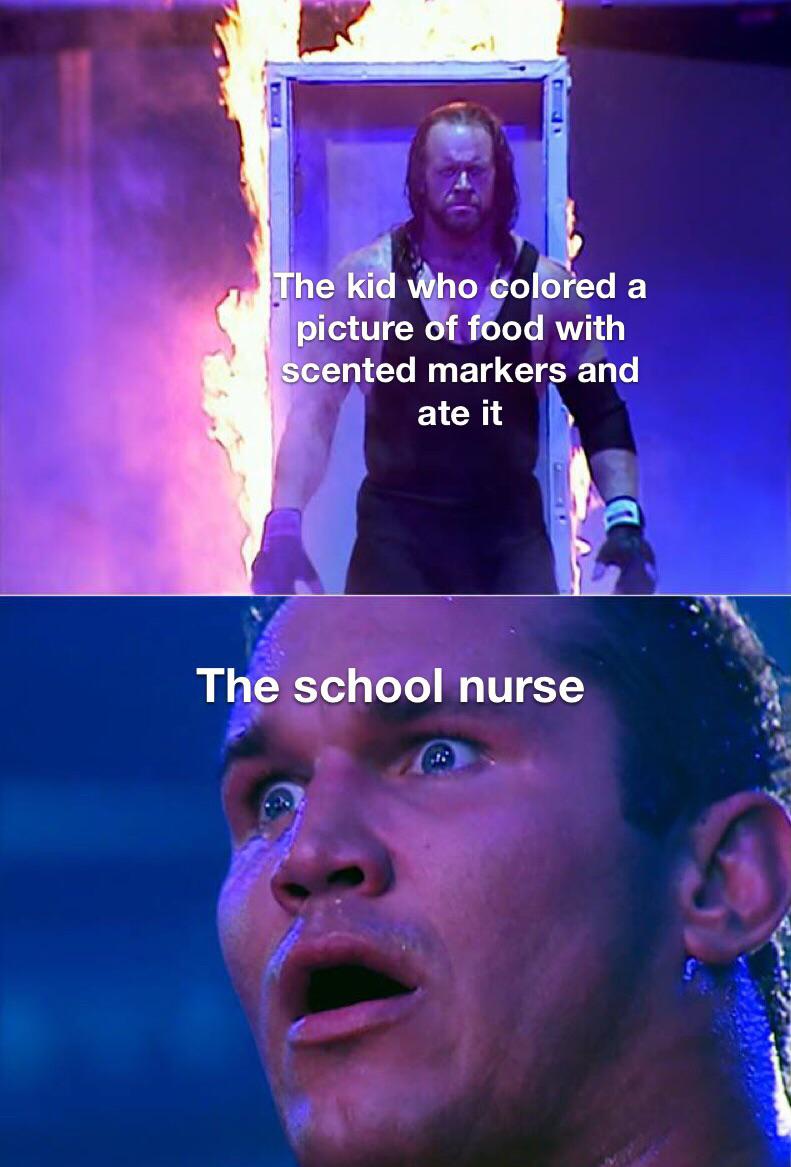 The kid who colored a
picture of food with
scented markers and
ate it
The school nurse